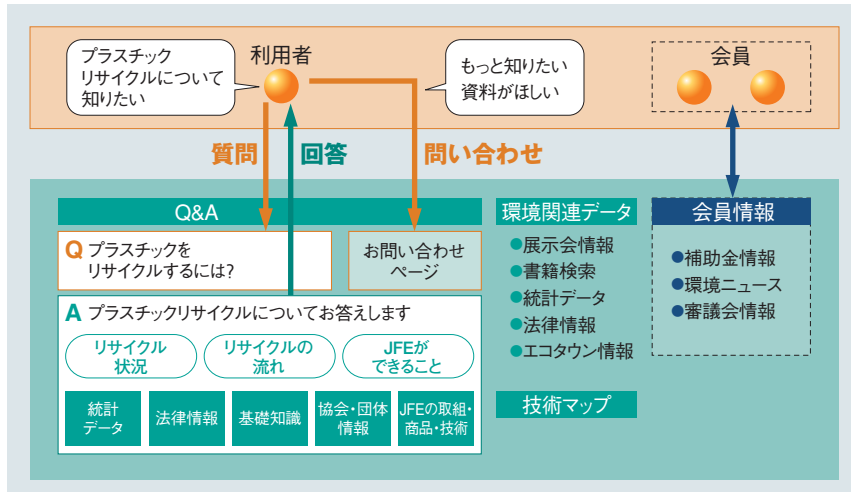 プラスチック
リサイクルについて
知りたい
利用者
もっと知りたい
資料がほしい
会員
質問
回答
問い合わせ
Q&A
Q プラスチックを
リサイクルするには?
お問い合わせ
ページ
A プラスチックリサイクルについてお答えします
リサイクル
状況
リサイクルの
流れ
JFEが
できること
統計
データ
法律情報
基礎知識
協会・団体
情報
JFEの取組・
商品・技術
環境関連データ
●展示会情報
●書籍検索
●統計データ
●法律情報
●エコタウン情報
技術マップ
会員情報
●補助金情報
●環境ニュース
●審議会情報